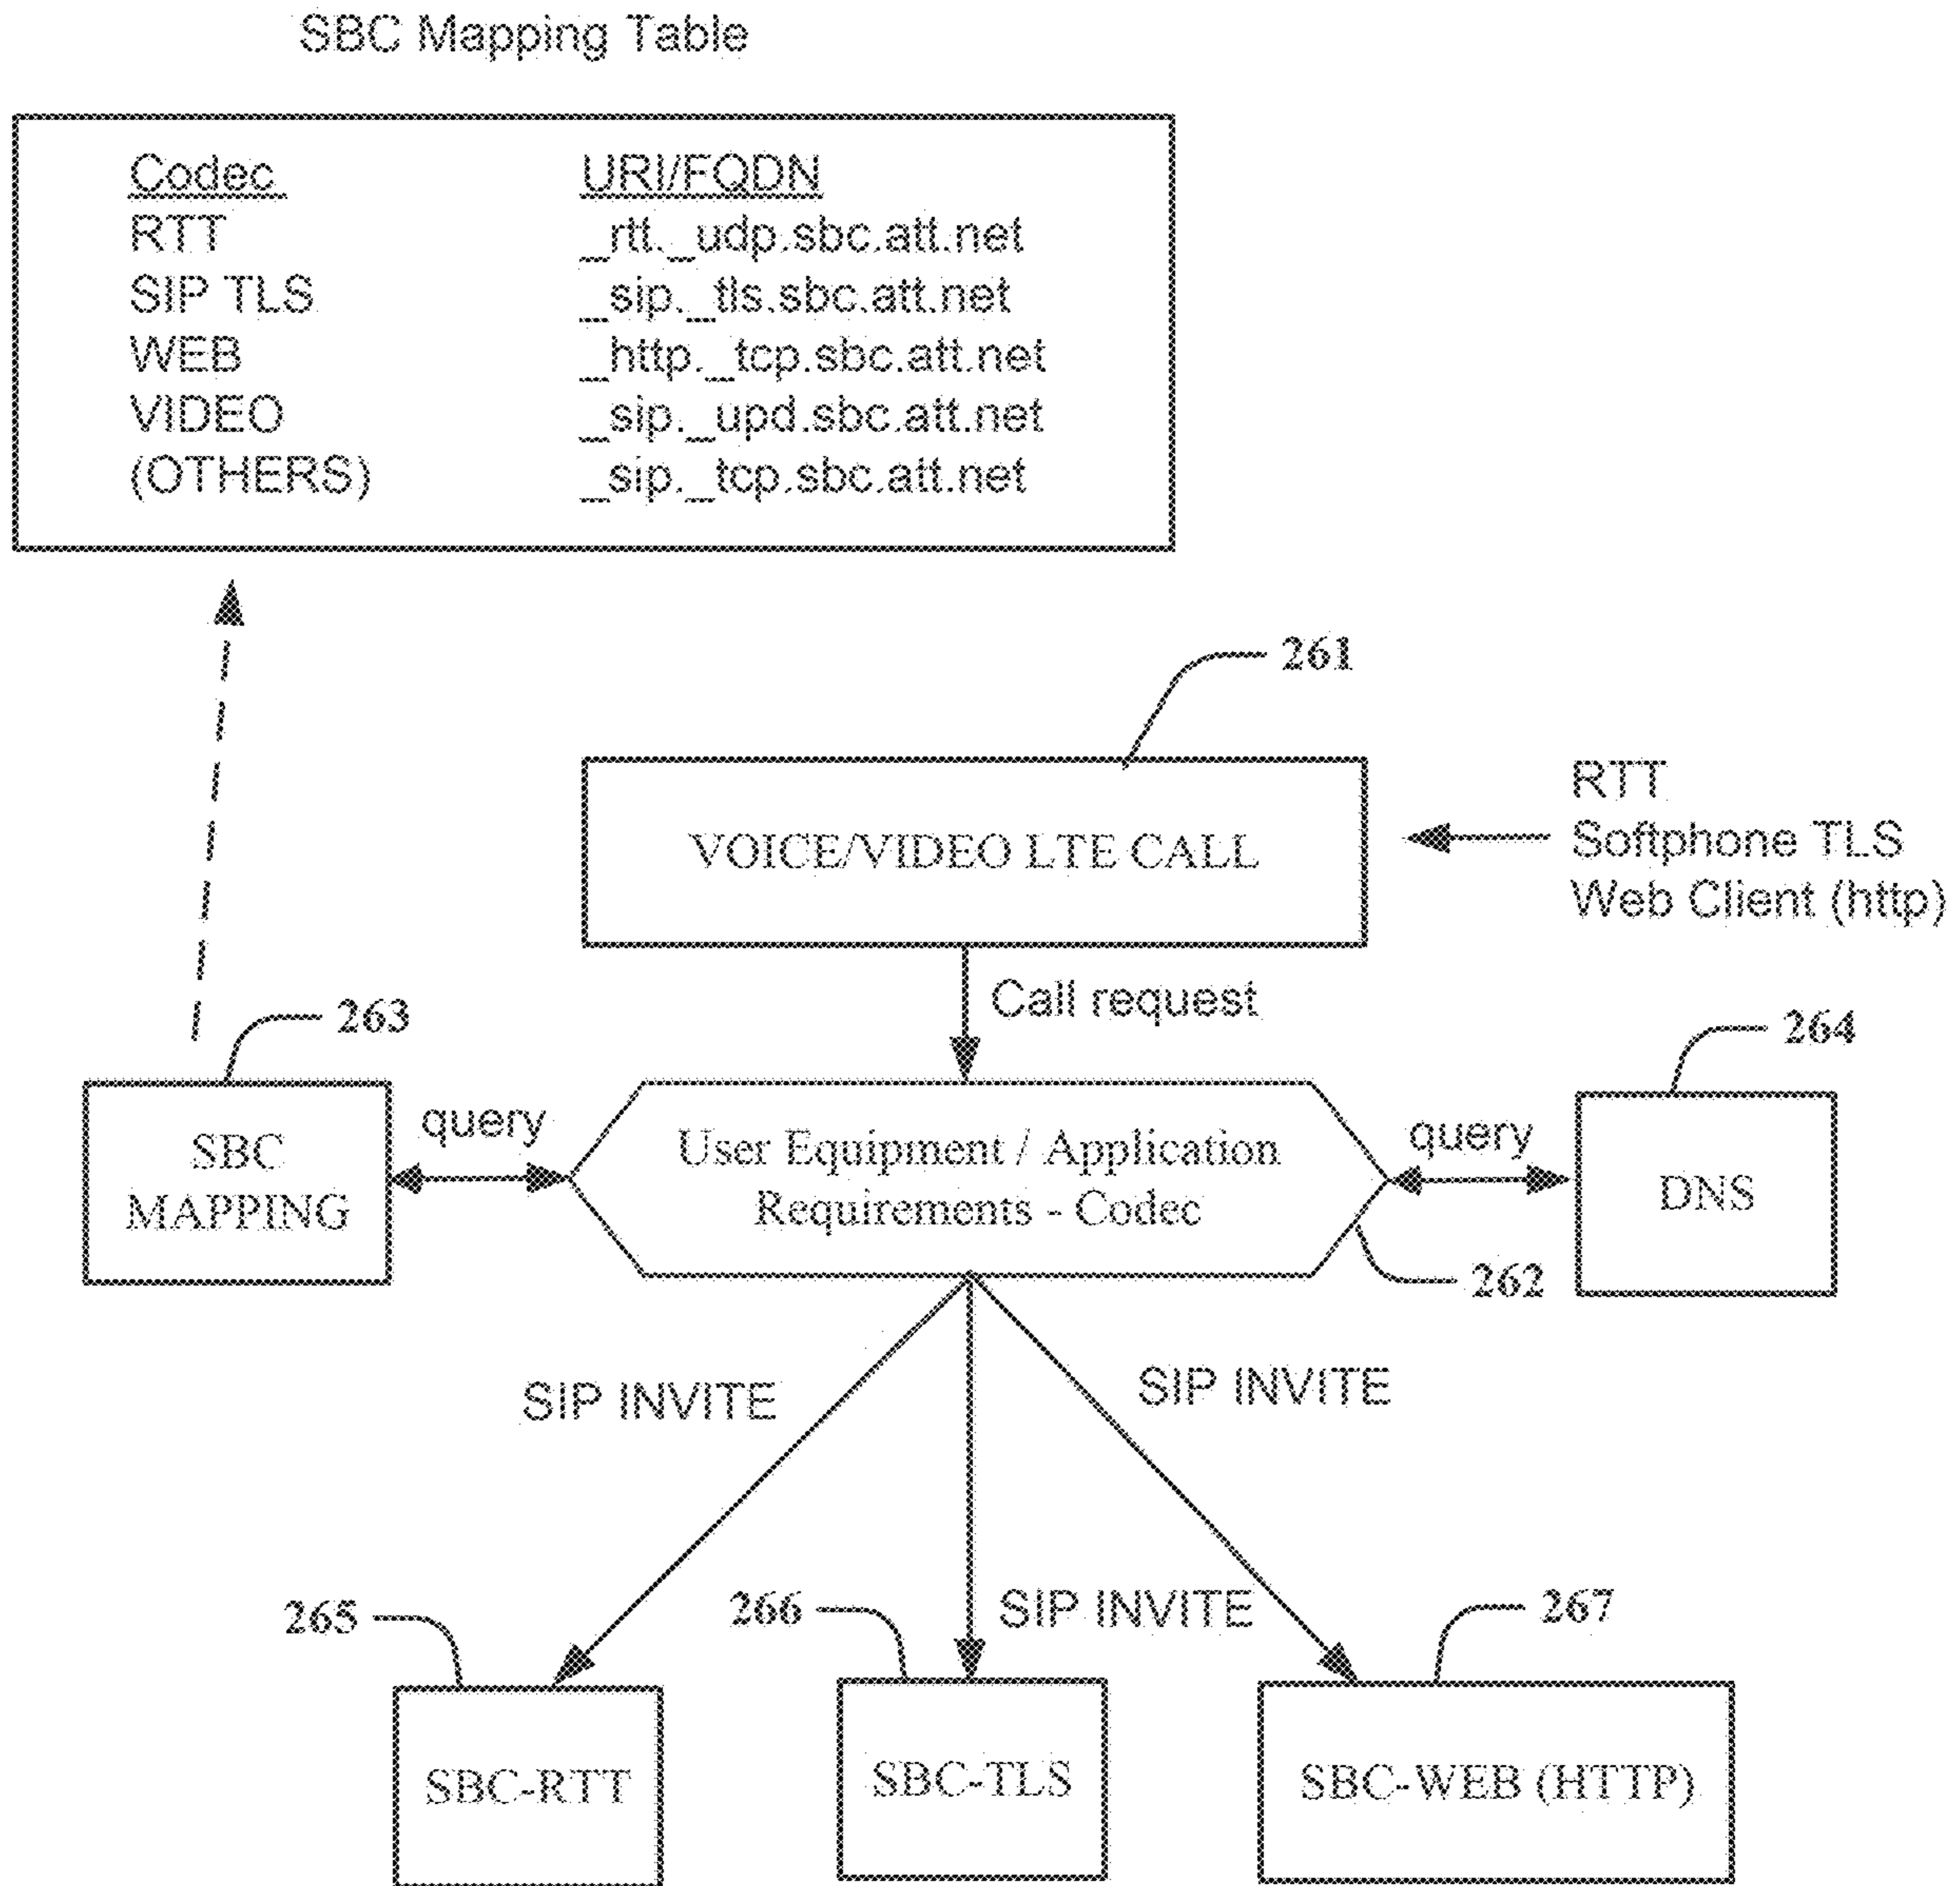 SBC Mapping Table
Codec URI/FQDN
RTT _rtt._udp.sbc.att.net
SIP TLS _sip._tls.sbc.att.net
WEB _http._tcp.sbc.att.net
VIDEO _sip._upd.sbc.att.net
(OTHERS) _sip._tcp.sbc.att.net
261
VOICE/VIDEO LTE CALL
RTT
Softphone TLS
Web Client (http)
Call request
263
264
SBC
MAPPING
query
User Equipment / Application
Requirements - Codec
query
DNS
262
SIP INVITE
SIP INVITE
SIP INVITE
265
266
267
SBC-RTT
SBC-TLS
SBC-WEB (HTTP)